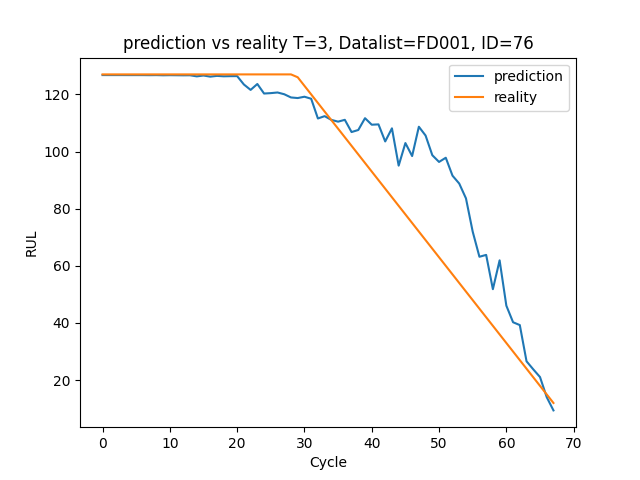 prediction vs reality T=3, Datalist=FD001, ID=76
prediction
reality
RUL
120
100
80
60
40
20
0 10 20 30 40 50 60 70
Cycle